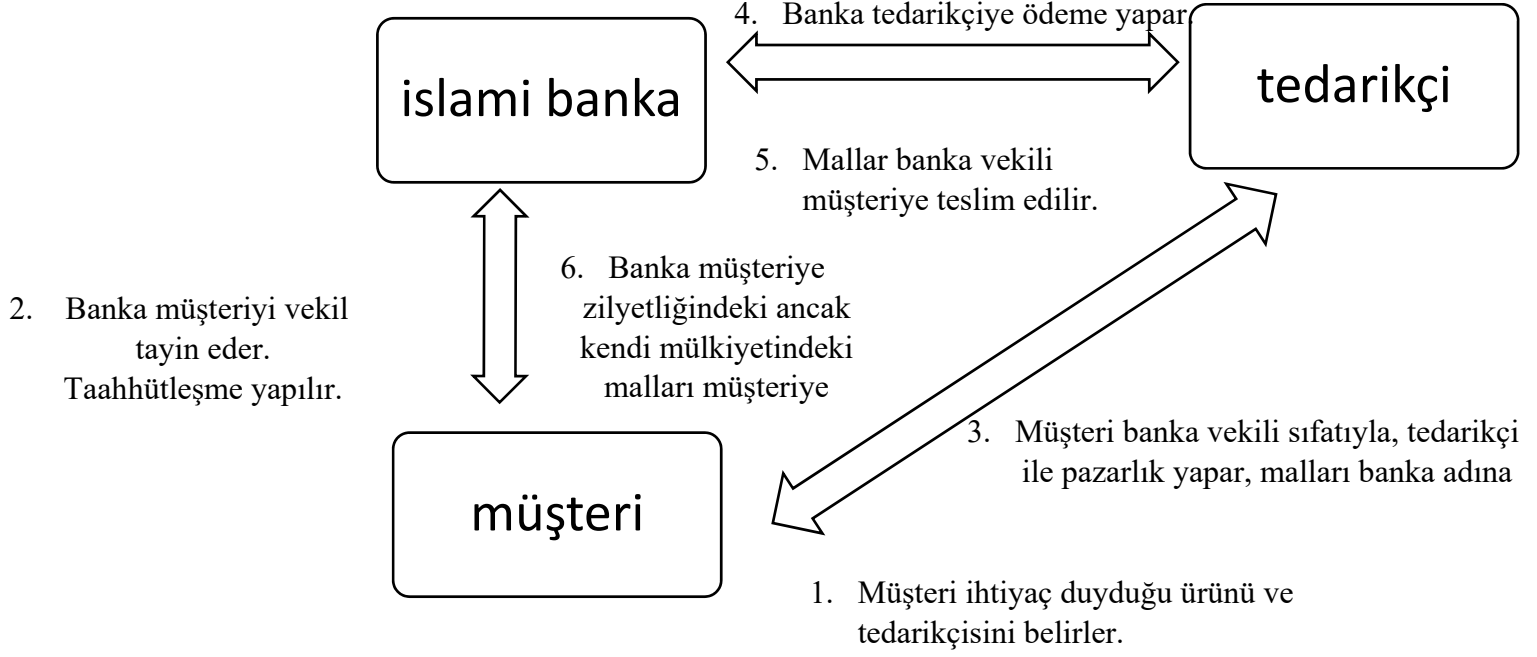 4. Banka tedarikçiye ödeme yapar.
islami banka
tedarikçi
5. Mallar banka vekili
müşteriye teslim edilir.
6. Banka müşteriye
zilyetliğindeki ancak
kendi mülkiyetindeki
malları müşteriye
2. Banka müşteriyi vekil
tayin eder.
Taahhütleşme yapılır.
3. Müşteri banka vekili sıfatıyla, tedarikçi
ile pazarlık yapar, malları banka adına
müşteri
1. Müşteri ihtiyaç duyduğu ürünü ve
tedarikçisini belirler.